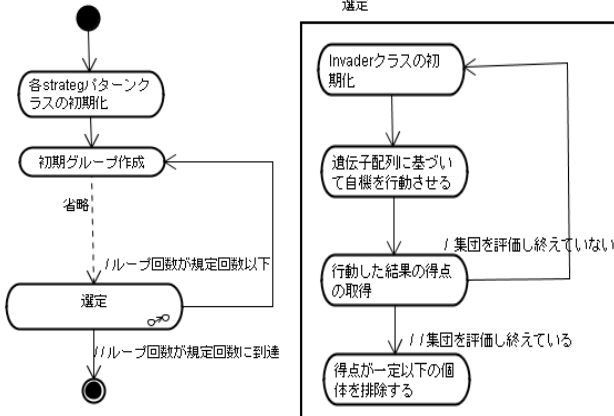 各strategパターンク
ラスの初期化
初期グループ作成
省略
/ループ回数が規定回数以下
選定
//ループ回数が規定回数に到達
選定
Invaderクラスの初
期化
遺伝子配列に基づい
て自機を行動させる
/ 集団を評価し終えていない
行動した結果の得点
の取得
/ / 集団を評価し終えている
得点が一定以下の個
体を排除する